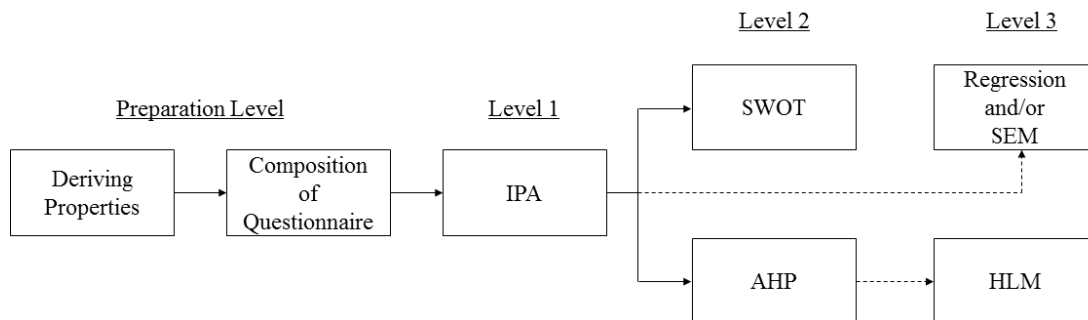 Level 2
Level 3
Preparation Level
Level 1
SWOT
Regression
and/or
SEM
Deriving
Properties
Composition
of
Questionnaire
IPA
AHP
HLM